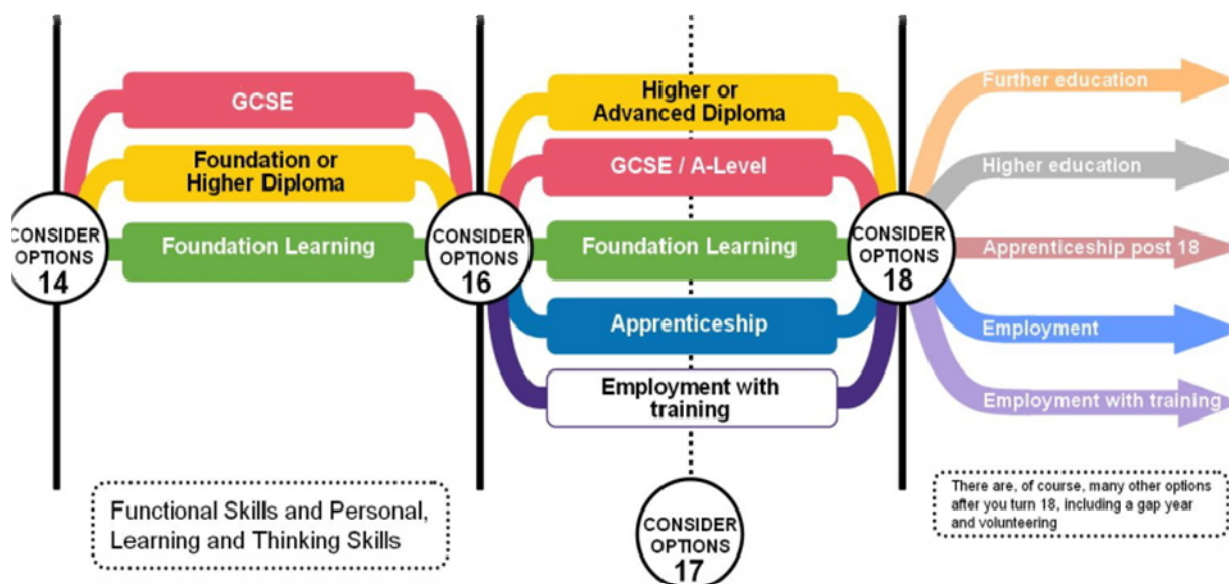 CONSIDER
OPTIONS
14
GCSE
Foundation or
Higher Diploma
Foundation Learning
CONSIDER
OPTIONS
16
Higher or
Advanced Diploma
GCSE / A-Level
Foundation Learning
Apprenticeship
Employment with
training
CONSIDER
OPTIONS
17
CONSIDER
OPTIONS
18
Further education
Higher education
Apprenticeship post 18
Employment
Employment with training
Functional Skills and Personal,
Learning and Thinking Skills
There are, of course, many other options
after you turn 18, including a gap year
and volunteering